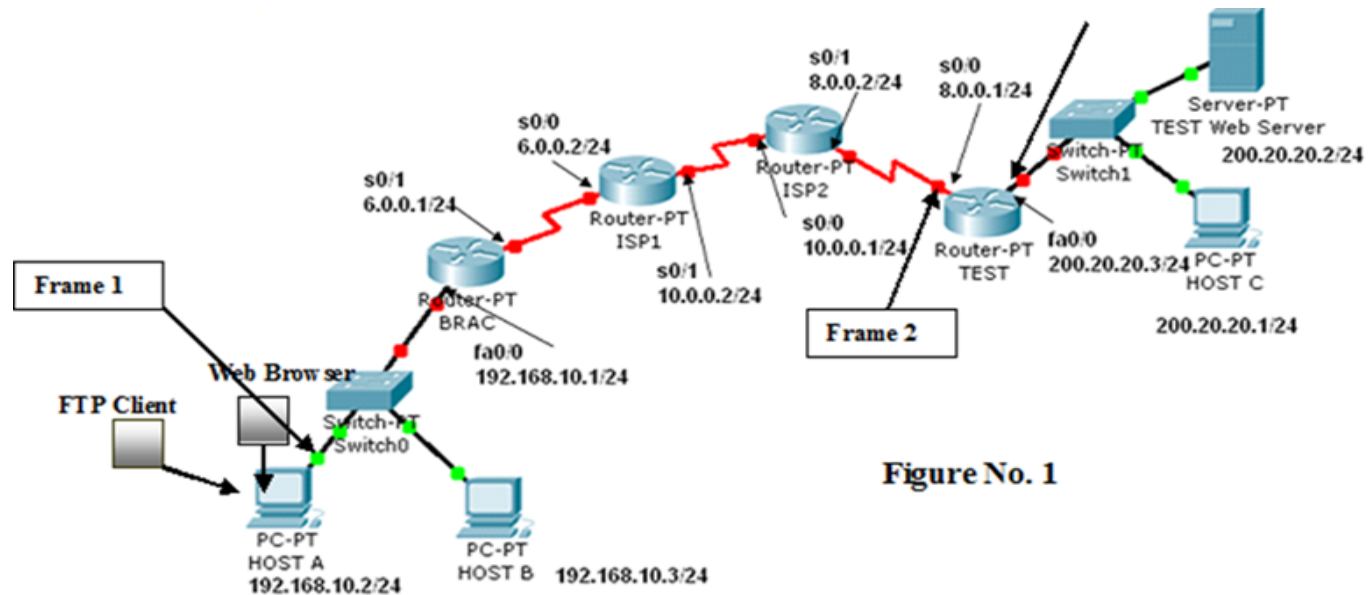 s0/1
8.0.0.2/24
s0/0
8.0.0.1/24
Server-PT
TEST Web Server
200.20.20.2/24
Switch-PT
Switch1
s0/0
6.0.0.2/24
Router-PT
ISP2
s0/1
6.0.0.1/24
Router-PT
ISP1
s0/0
10.0.0.1/24
Router-PT
TEST
fa0/0
200.20.20.3/24
PC-PT
HOST C
200.20.20.1/24
s0/1
10.0.0.2/24
Frame 1
Router-PT
BRAC
Frame 2
fa0/0
192.168.10.1/24
Web Browser
FTP Client
Switch-PT
Switch0
Figure No. 1
PC-PT
HOST A
192.168.10.2/24
PC-PT
HOST B
192.168.10.3/24